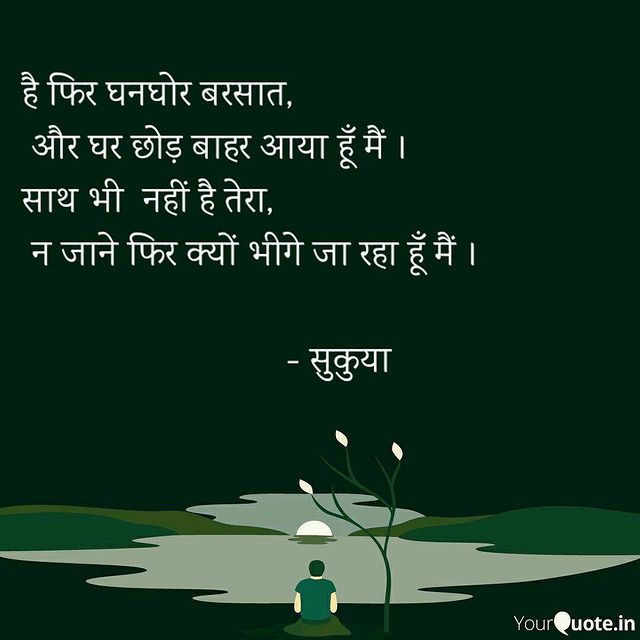 है फिर घनघोर बरसात,
और घर छोड़ बाहर आया हूँ मैं ।
साथ भी नहीं है तेरा,
न जाने फिर क्यों भीगे जा रहा हूँ मैं ।
- सुकुया
YourQuote.in